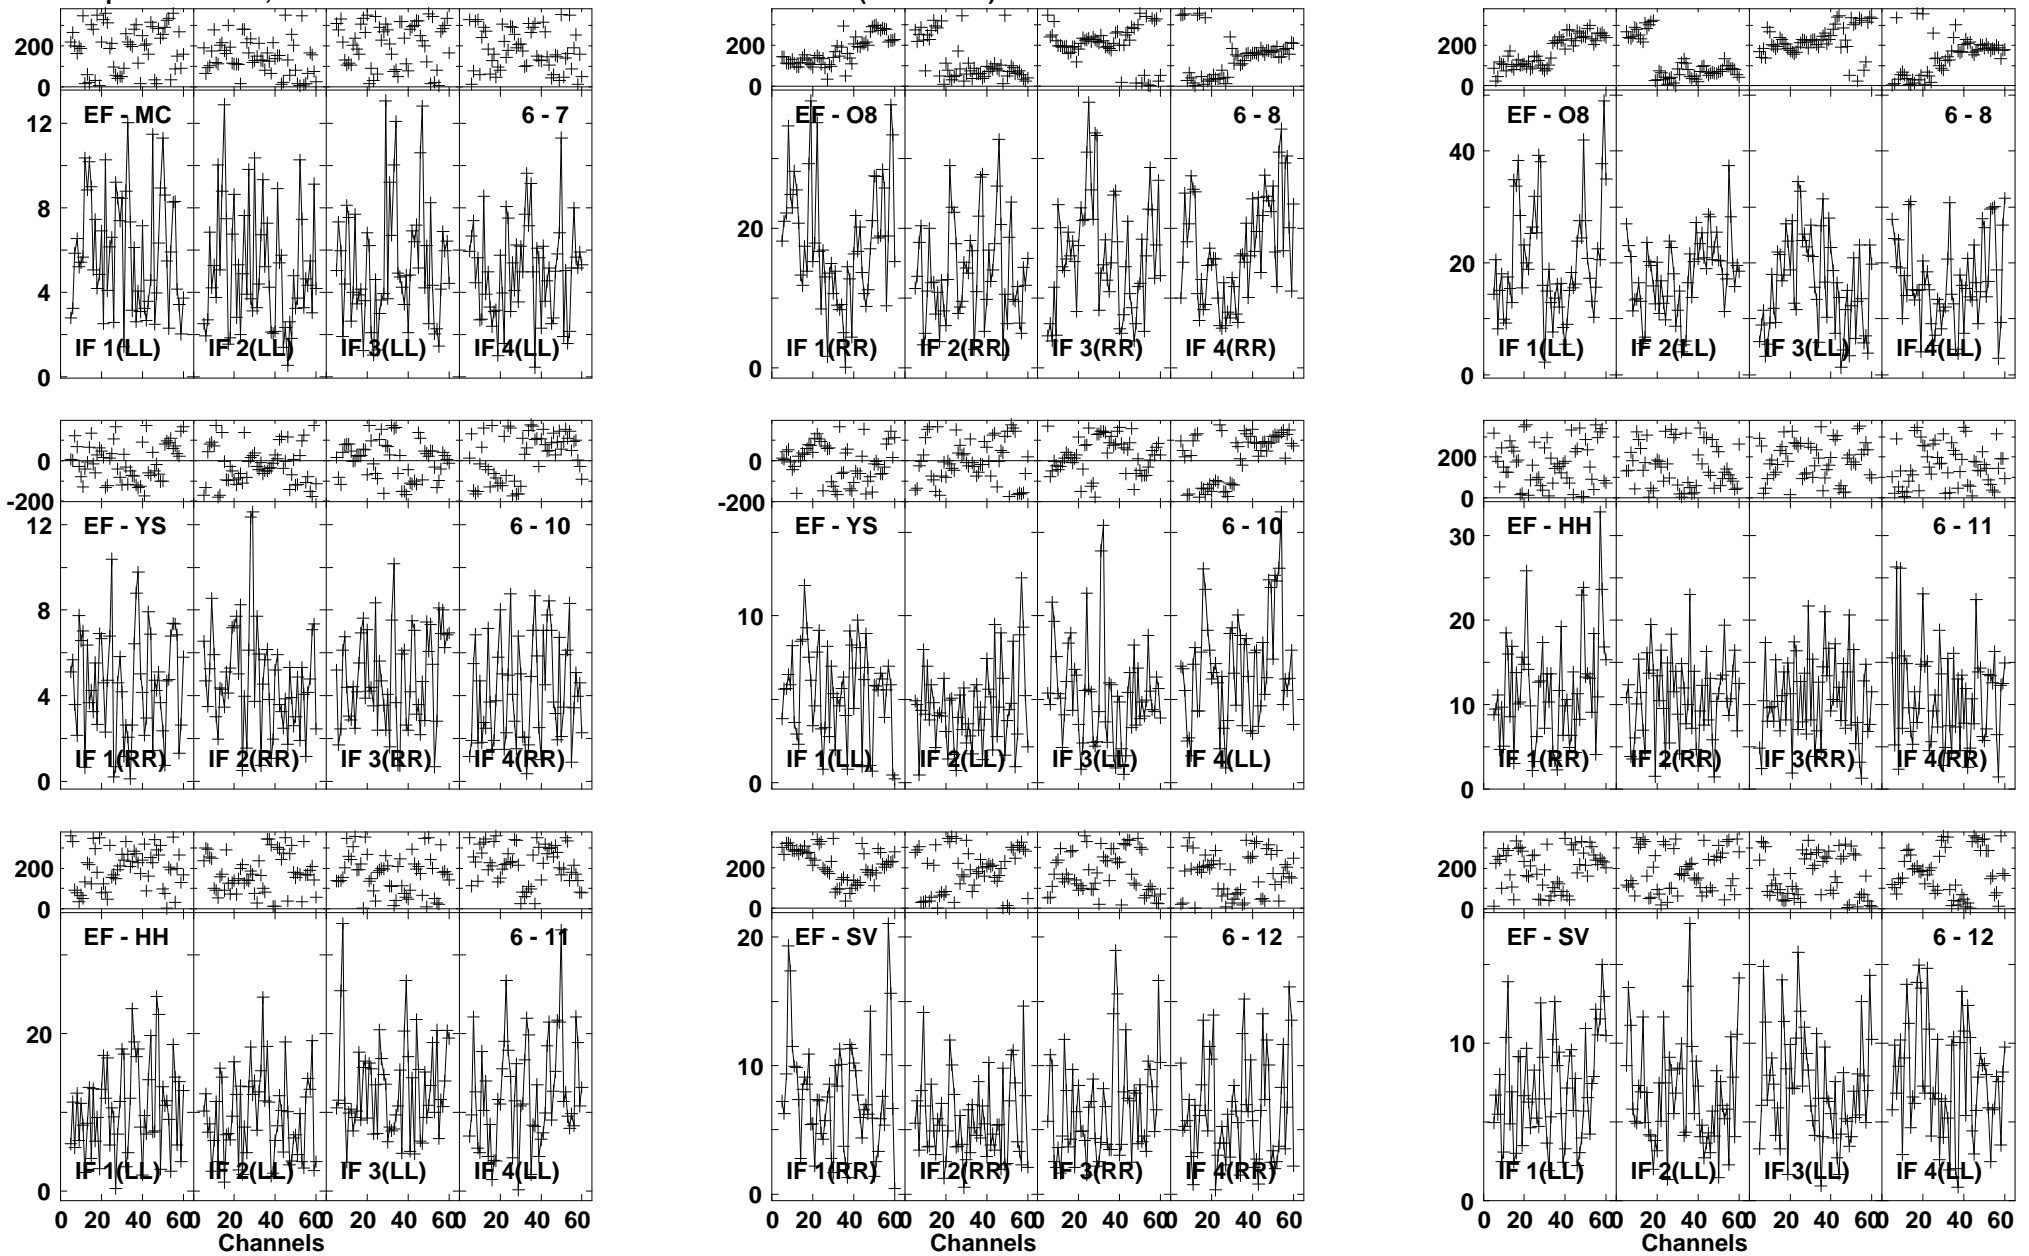 200
0
EF - MC 6 - 7
12
8
4
0
IF 1(LL) IF 2(LL) IF 3(LL) IF 4(LL)
200
0
EF - O8 6 - 8
20
0
IF 1(RR) IF 2(RR) IF 3(RR) IF 4(RR)
200
0
EF - O8 6 - 8
40
20
0
IF 1(LL) IF 2(LL) IF 3(LL) IF 4(LL)
0
-200
EF - YS 6 - 10
12
8
4
0
IF 1(RR) IF 2(RR) IF 3(RR) IF 4(RR)
0
-200
EF - YS 6 - 10
10
0
IF 1(LL) IF 2(LL) IF 3(LL) IF 4(LL)
200
0
EF - HH 6 - 11
30
20
10
0
IF 1(RR) IF 2(RR) IF 3(RR) IF 4(RR)
200
0
EF - HH 6 - 11
20
0
IF 1(LL) IF 2(LL) IF 3(LL) IF 4(LL)
0 20 40 60 0 20 40 60 0 20 40 60 0 20 40 60
Channels
200
0
EF - SV 6 - 12
20
10
0
IF 1(RR) IF 2(RR) IF 3(RR) IF 4(RR)
0 20 40 60 0 20 40 60 0 20 40 60 0 20 40 60
Channels
200
0
EF - SV 6 - 12
10
0
IF 1(LL) IF 2(LL) IF 3(LL) IF 4(LL)
0 20 40 60 0 20 40 60 0 20 40 60 0 20 40 60
Channels